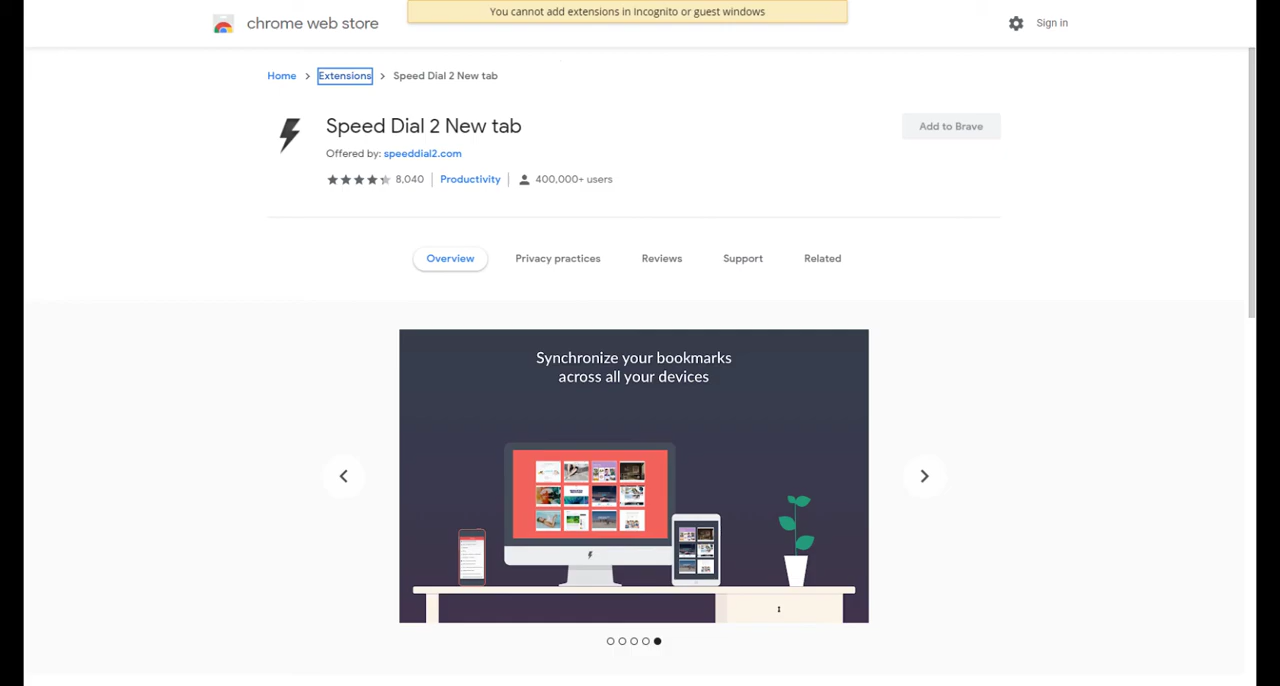 You cannot add extensions in Incognito or guest windows
chrome web store
Sign in
Home > Extensions > Speed Dial 2 New tab
Speed Dial 2 New tab
Add to Brave
Offered by: speeddial2.com
8,040 Productivity 400,000+ users
Overview Privacy practices Reviews Support Related
Synchronize your bookmarks
across all your devices